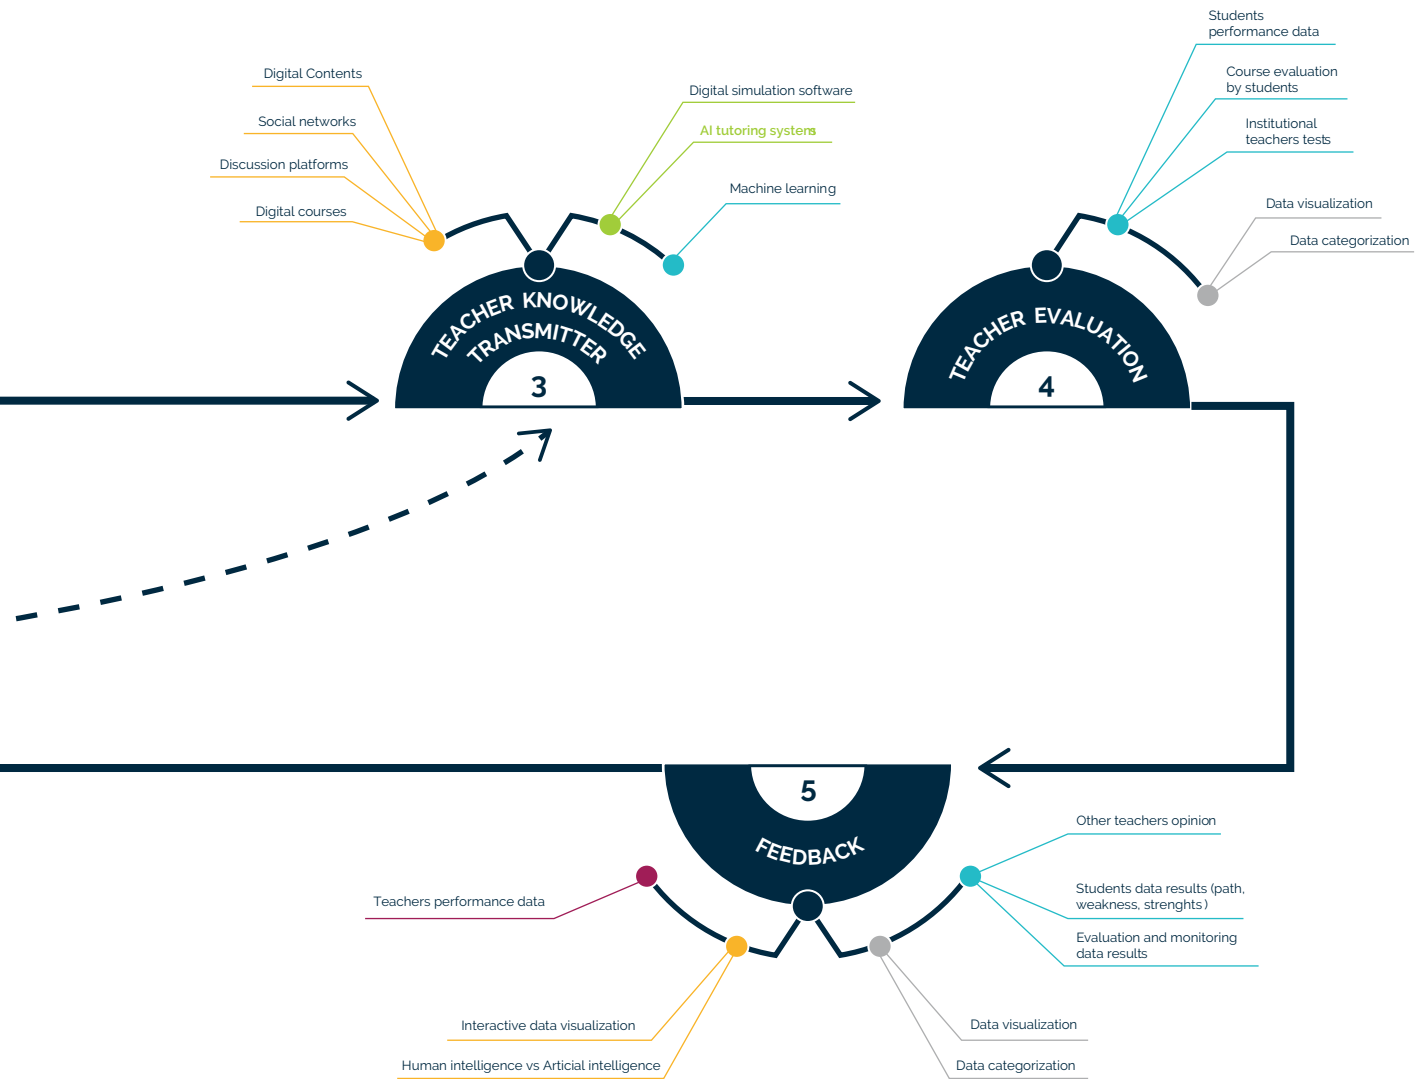 Digital Contents
Social networks
Discussion platforms
Digital courses
Digital simulation software
AI tutoring systems
Machine learning
TEACHER KNOWLEDGE
TRANSMITTER
3
Students
performance data
Course evaluation
by students
Institutional
teachers tests
Data visualization
Data categorization
TEACHER EVALUATION
4
5
FEEDBACK
Teachers performance data
Interactive data visualization
Human intelligence vs Articial intelligence
Other teachers opinion
Students data results (path,
weakness, strenghts)
Evaluation and monitoring
data results
Data visualization
Data categorization